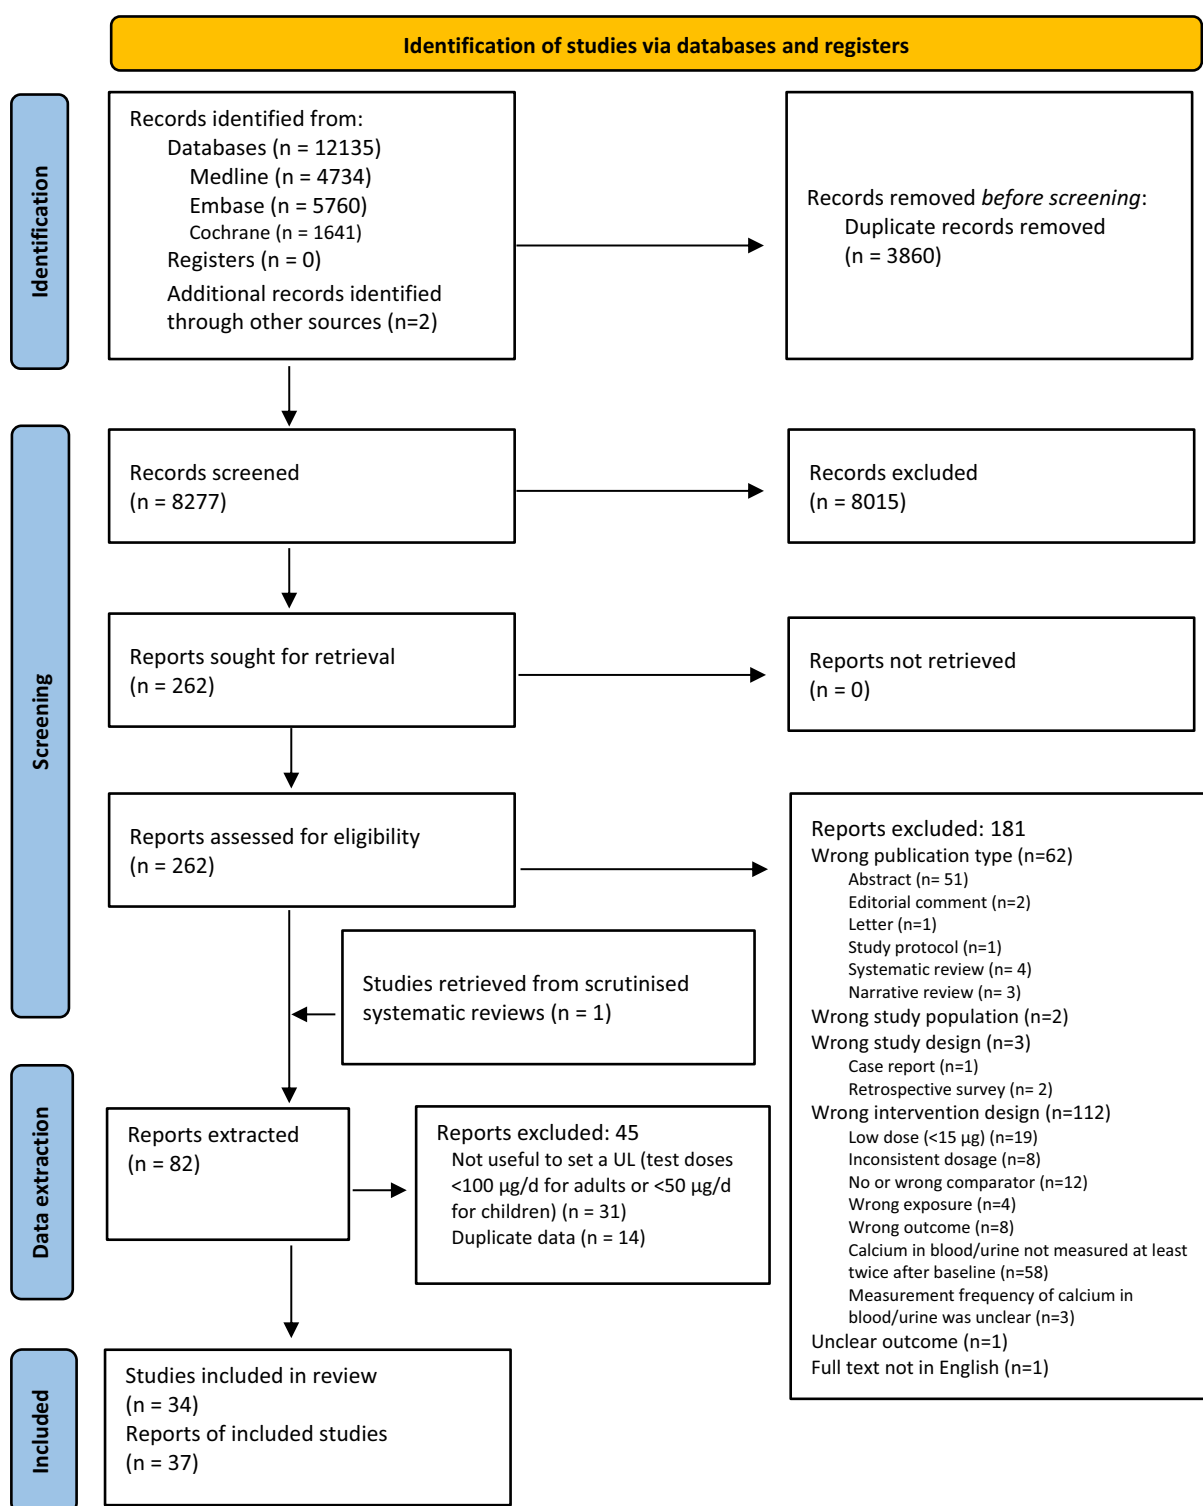 Identification of studies via databases and registers
Identification
Records identified from:
Databases (n = 12135)
Medline (n = 4734)
Embase (n = 5760)
Cochrane (n = 1641)
Registers (n = 0)
Additional records identified
through other sources (n=2)
Records removed before screening:
Duplicate records removed
(n = 3860)
Screening
Records screened
(n = 8277)
Records excluded
(n = 8015)
Reports sought for retrieval
(n = 262)
Reports not retrieved
(n = 0)
Reports assessed for eligibility
(n = 262)
Reports excluded: 181
Wrong publication type (n=62)
Abstract (n= 51)
Editorial comment (n=2)
Letter (n=1)
Study protocol (n=1)
Systematic review (n= 4)
Narrative review (n= 3)
Wrong study population (n=2)
Wrong study design (n=3)
Case report (n=1)
Retrospective survey (n= 2)
Wrong intervention design (n=112)
Low dose (<15 µg) (n=19)
Inconsistent dosage (n=8)
No or wrong comparator (n=12)
Wrong exposure (n=4)
Wrong outcome (n=8)
Calcium in blood/urine not measured at least
twice after baseline (n=58)
Measurement frequency of calcium in
blood/urine was unclear (n=3)
Unclear outcome (n=1)
Full text not in English (n=1)
Studies retrieved from scrutinised
systematic reviews (n = 1)
Data extraction
Reports extracted
(n = 82)
Reports excluded: 45
Not useful to set a UL (test doses
<100 µg/d for adults or <50 µg/d
for children) (n = 31)
Duplicate data (n = 14)
Included
Studies included in review
(n = 34)
Reports of included studies
(n = 37)